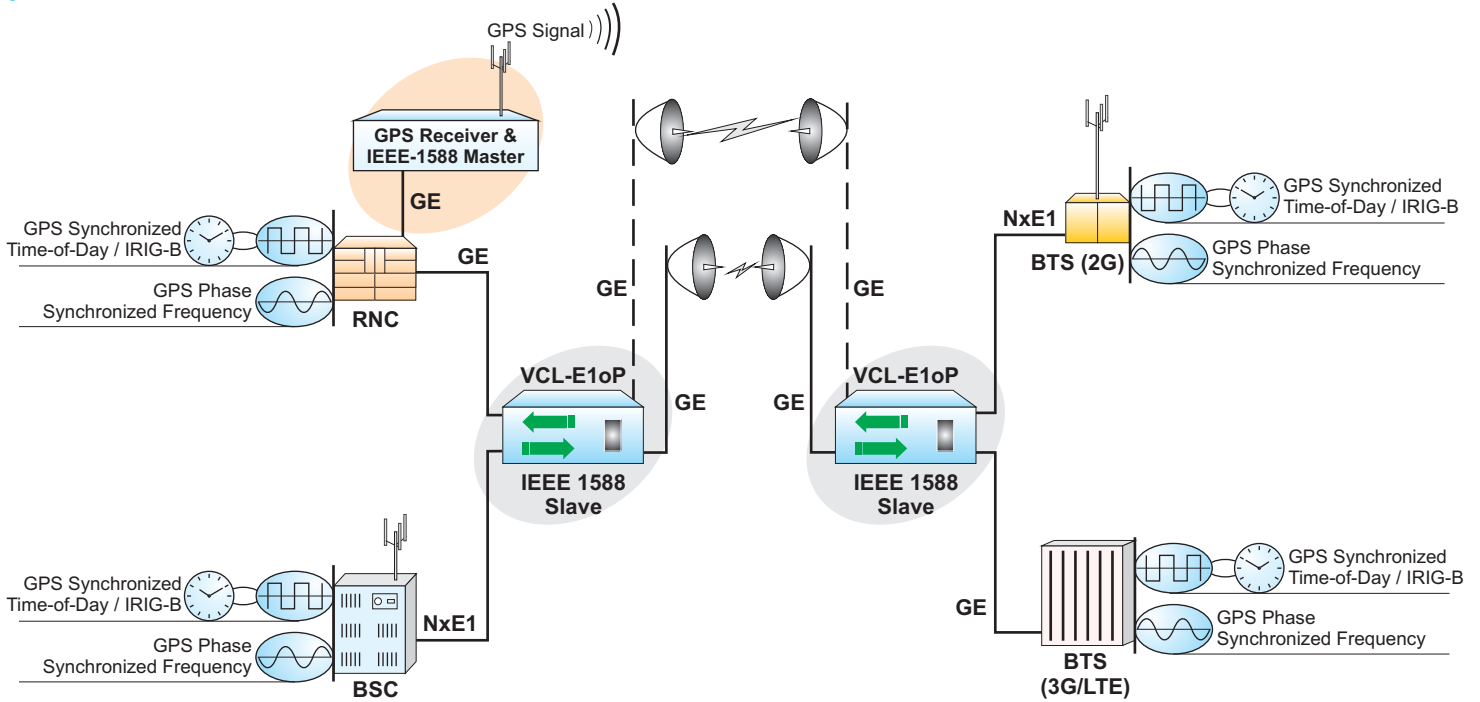 GPS Signal
GPS Receiver &
IEEE-1588 Master
GE
GPS Synchronized
Time-of-Day / IRIG-B
GPS Phase
Synchronized Frequency
RNC
GE
VCL-E1oP
IEEE 1588
Slave
GE
GE
GPS Synchronized
Time-of-Day / IRIG-B
GPS Phase
Synchronized Frequency
BSC
NxE1
GE
GE
VCL-E1oP
IEEE 1588
Slave
NxE1
BTS (2G)
GPS Synchronized
Time-of-Day / IRIG-B
GPS Phase
Synchronized Frequency
GE
BTS
(3G/LTE)
GPS Synchronized
Time-of-Day / IRIG-B
GPS Phase
Synchronized Frequency